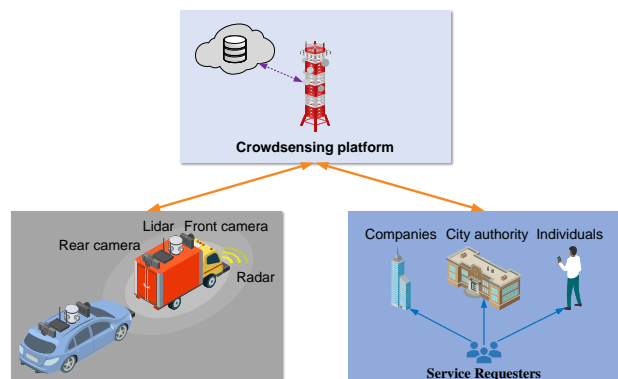 Crowdsensing platform
Lidar Front camera
Rear camera
Radar
Companies City authority Individuals
Service Requesters